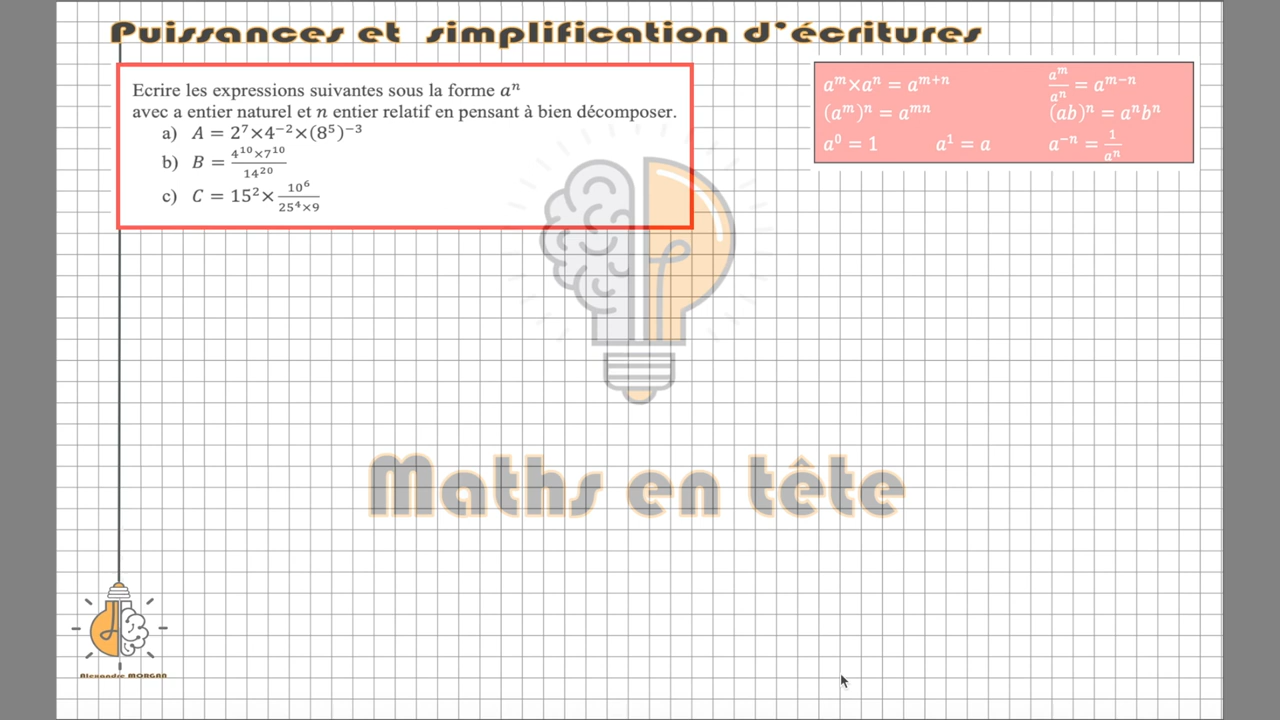 Puissances et simplification d'écritures
Ecrire les expressions suivantes sous la forme aⁿ
avec a entier naturel et n entier relatif en pensant à bien décomposer.
a) A = 2⁷×4⁻²×(8⁵)⁻³
b) B = (4¹⁰×7¹⁰)/(14²⁰)
c) C = 15²× (10⁶)/(25⁴×9)
aᵐ×aⁿ = aᵐ⁺ⁿ aᵐ/aⁿ = aᵐ⁻ⁿ
(aᵐ)ⁿ = aᵐⁿ (ab)ⁿ = aⁿbⁿ
a⁰ = 1 a¹ = a a⁻ⁿ = 1/aⁿ
Maths en tête
Alexandre MORGAN